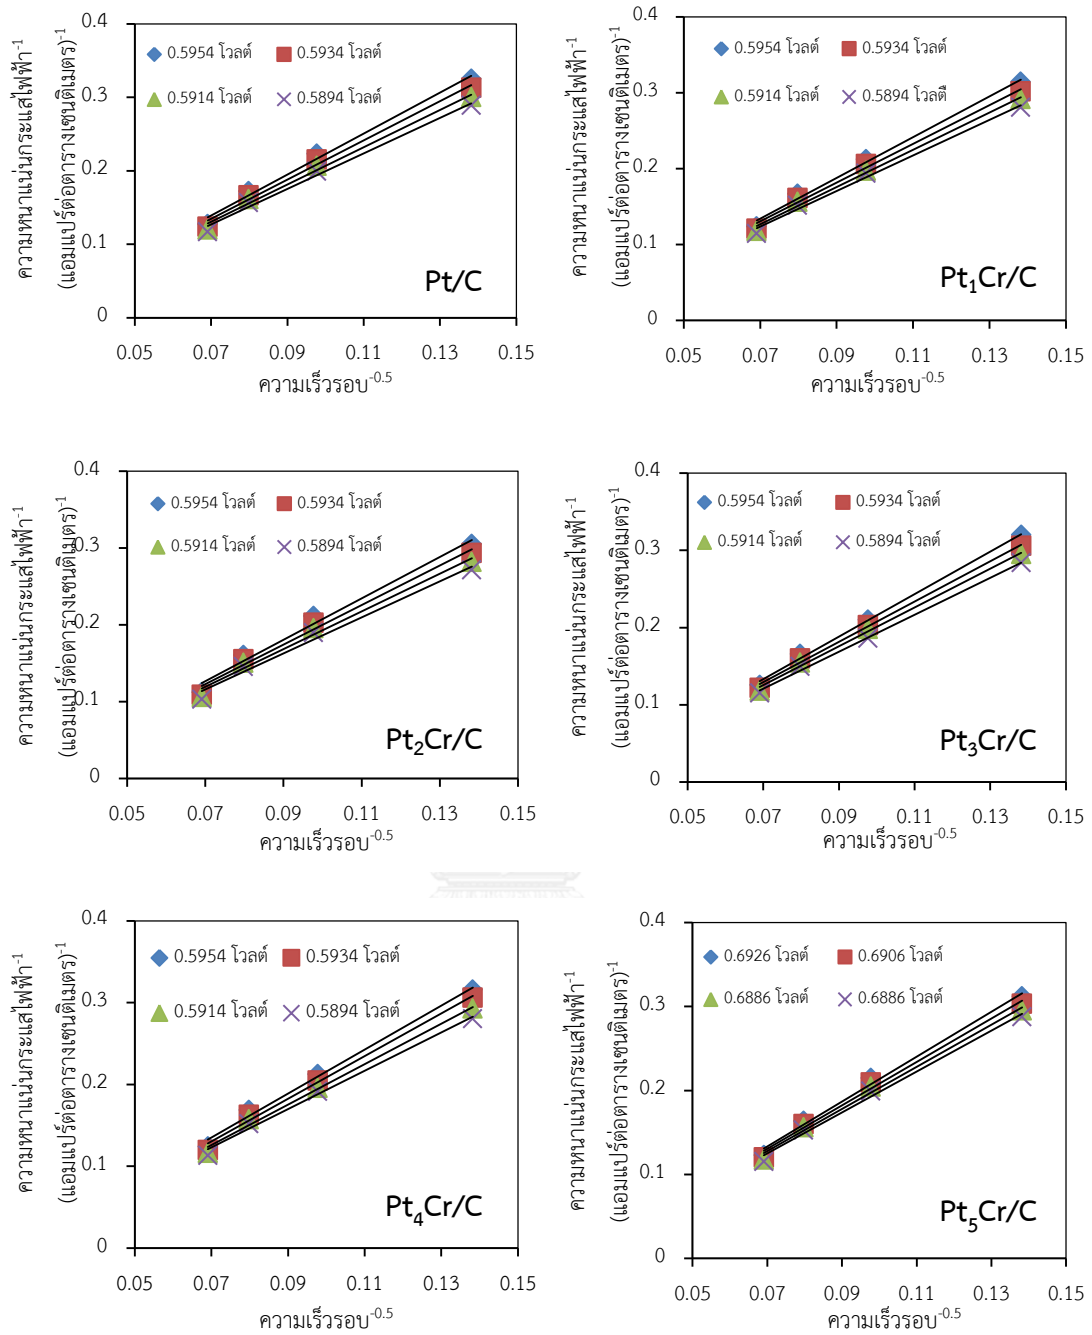 ความหนาแน่นกระแสไฟฟ้า-1
(แอมแปร์ต่อตารางเซนติเมตร)-1
0.4
0.3
0.2
0.1
0
0.5954 โวลต์
0.5934 โวลต์
0.5914 โวลต์
0.5894 โวลต์
Pt/C
0.05 0.07 0.09 0.11 0.13 0.15
ความเร็วรอบ-0.5
ความหนาแน่นกระแสไฟฟ้า-1
(แอมแปร์ต่อตารางเซนติเมตร)-1
0.4
0.3
0.2
0.1
0
0.5954 โวลต์
0.5934 โวลต์
0.5914 โวลต์
0.5894 โวลตื
Pt1Cr/C
0.05 0.07 0.09 0.11 0.13 0.15
ความเร็วรอบ-0.5
ความหนาแน่นกระแสไฟฟ้า-1
(แอมแปร์ต่อตารางเซนติเมตร)-1
0.4
0.3
0.2
0.1
0
0.5954 โวลต์
0.5934 โวลต์
0.5914 โวลต์
0.5894 โวลต์
Pt2Cr/C
0.05 0.07 0.09 0.11 0.13 0.15
ความเร็วรอบ-0.5
ความหนาแน่นกระแสไฟฟ้า-1
(แอมแปร์ต่อตารางเซนติเมตร)-1
0.4
0.3
0.2
0.1
0
0.5954 โวลต์
0.5934 โวลต์
0.5914 โวลต์
0.5894 โวลต์
Pt3Cr/C
0.05 0.07 0.09 0.11 0.13 0.15
ความเร็วรอบ-0.5
ความหนาแน่นกระแสไฟฟ้า-1
(แอมแปร์ต่อตารางเซนติเมตร)-1
0.4
0.3
0.2
0.1
0
0.5954 โวลต์
0.5934 โวลต์
0.5914 โวลต์
0.5894 โวลต์
Pt4Cr/C
0.05 0.07 0.09 0.11 0.13 0.15
ความเร็วรอบ-0.5
ความหนาแน่นกระแสไฟฟ้า-1
(แอมแปร์ต่อตารางเซนติเมตร)-1
0.4
0.3
0.2
0.1
0
0.6926 โวลต์
0.6906 โวลต์
0.6886 โวลต์
0.6886 โวลต์
Pt5Cr/C
0.05 0.07 0.09 0.11 0.13 0.15
ความเร็วรอบ-0.5